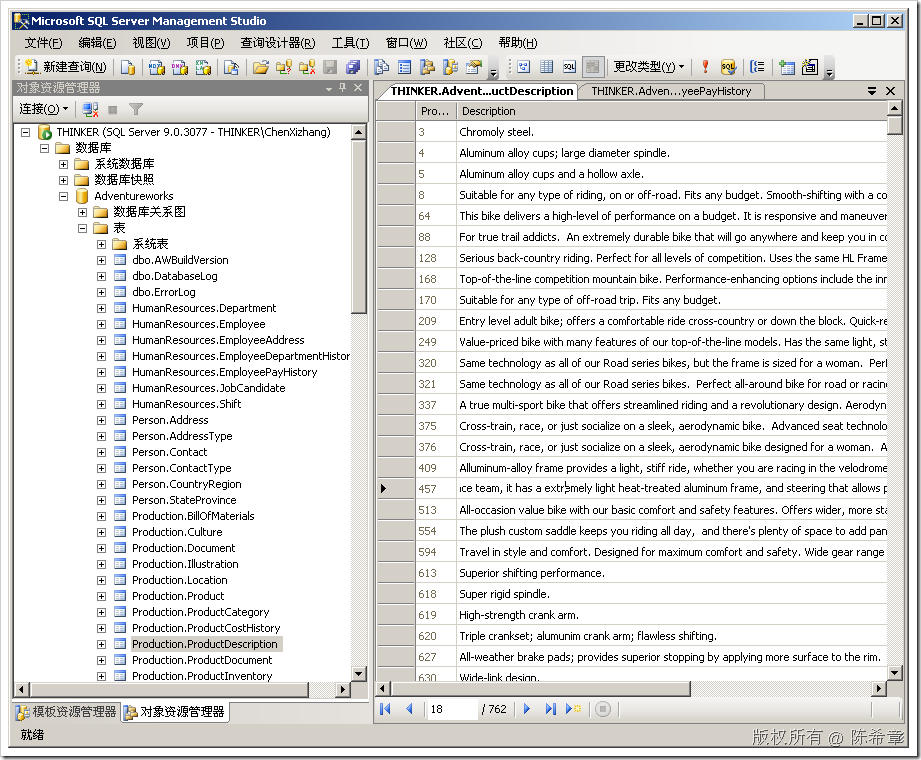 Microsoft SQL Server Management Studio
文件(F) 编辑(E) 视图(V) 项目(P) 查询设计器(R) 工具(T) 窗口(W) 社区(C) 帮助(H)
新建查询(N) 更改类型(Y)
对象资源管理器
连接(O)
THINKER (SQL Server 9.0.3077 - THINKER\ChenXizhang)
数据库
系统数据库
数据库快照
Adventureworks
数据库关系图
表
系统表
dbo.AWBuildVersion
dbo.DatabaseLog
dbo.ErrorLog
HumanResources.Department
HumanResources.Employee
HumanResources.EmployeeAddress
HumanResources.EmployeeDepartmentHistor
HumanResources.EmployeePayHistory
HumanResources.JobCandidate
HumanResources.Shift
Person.Address
Person.AddressType
Person.Contact
Person.ContactType
Person.CountryRegion
Person.StateProvince
Production.BillOfMaterials
Production.Culture
Production.Document
Production.Illustration
Production.Location
Production.Product
Production.ProductCategory
Production.ProductCostHistory
Production.ProductDescription
Production.ProductDocument
Production.ProductInventory
模板资源管理器 对象资源管理器
THINKER.Advent...uctDescription THINKER.Adven...yeePayHistory
Pro... Description
3 Chromoly steel.
4 Aluminum alloy cups; large diameter spindle.
5 Aluminum alloy cups and a hollow axle.
8 Suitable for any type of riding, on or off-road. Fits any budget. Smooth-shifting with a co
64 This bike delivers a high-level of performance on a budget. It is responsive and maneuver
88 For true trail addicts.  An extremely durable bike that will go anywhere and keep you in co
128 Serious back-country riding. Perfect for all levels of competition. Uses the same HL Frame
168 Top-of-the-line competition mountain bike. Performance-enhancing options include the inn
170 Suitable for any type of off-road trip. Fits any budget.
209 Entry level adult bike; offers a comfortable ride cross-country or down the block. Quick-re
249 Value-priced bike with many features of our top-of-the-line models. Has the same light, st
320 Same technology as all of our Road series bikes, but the frame is sized for a woman.  Perf
321 Same technology as all of our Road series bikes.  Perfect all-around bike for road or racin
337 A true multi-sport bike that offers streamlined riding and a revolutionary design. Aerodyn
375 Cross-train, race, or just socialize on a sleek, aerodynamic bike.  Advanced seat technolo
376 Cross-train, race, or just socialize on a sleek, aerodynamic bike designed for a woman.  A
409 Alluminum-alloy frame provides a light, stiff ride, whether you are racing in the velodrome
457 ice team, it has a extremely light heat-treated aluminum frame, and steering that allows p
513 All-occasion value bike with our basic comfort and safety features. Offers wider, more sta
554 The plush custom saddle keeps you riding all day,  and there's plenty of space to add pan
594 Travel in style and comfort. Designed for maximum comfort and safety. Wide gear range
613 Superior shifting performance.
618 Super rigid spindle.
619 High-strength crank arm.
620 Triple crankset; alumunim crank arm; flawless shifting.
627 All-weather brake pads; provides superior stopping by applying more surface to the rim.
630 Wide-link design.
18 / 762
就绪
版权所有 @ 陈希章